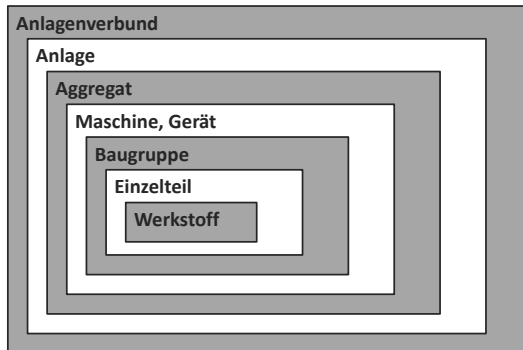 Anlagenverbund
Anlage
Aggregat
Maschine, Gerät
Baugruppe
Einzelteil
Werkstoff